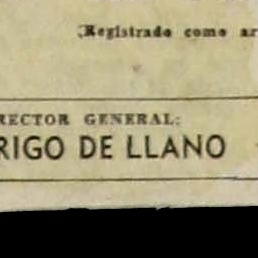 Registrado como ar
RECTOR GENERAL:
RIGO DE LLANO